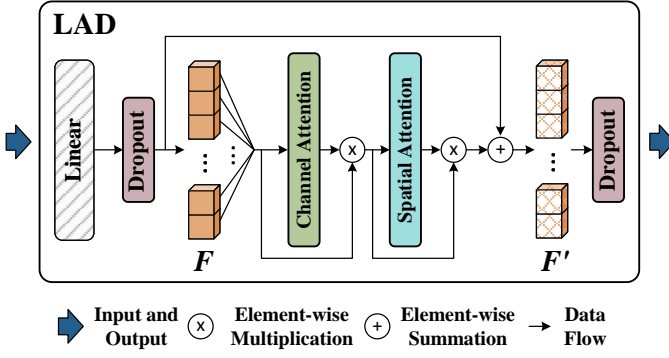 LAD
Linear
Dropout
F
Channel Attention
x
Spatial Attention
x
+
F'
Dropout
Input and
Output
x
Element-wise
Multiplication
+
Element-wise
Summation
Data
Flow